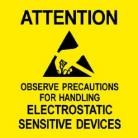 ATTENTION
OBSERVE PRECAUTIONS
FOR HANDLING
ELECTROSTATIC
SENSITIVE DEVICES